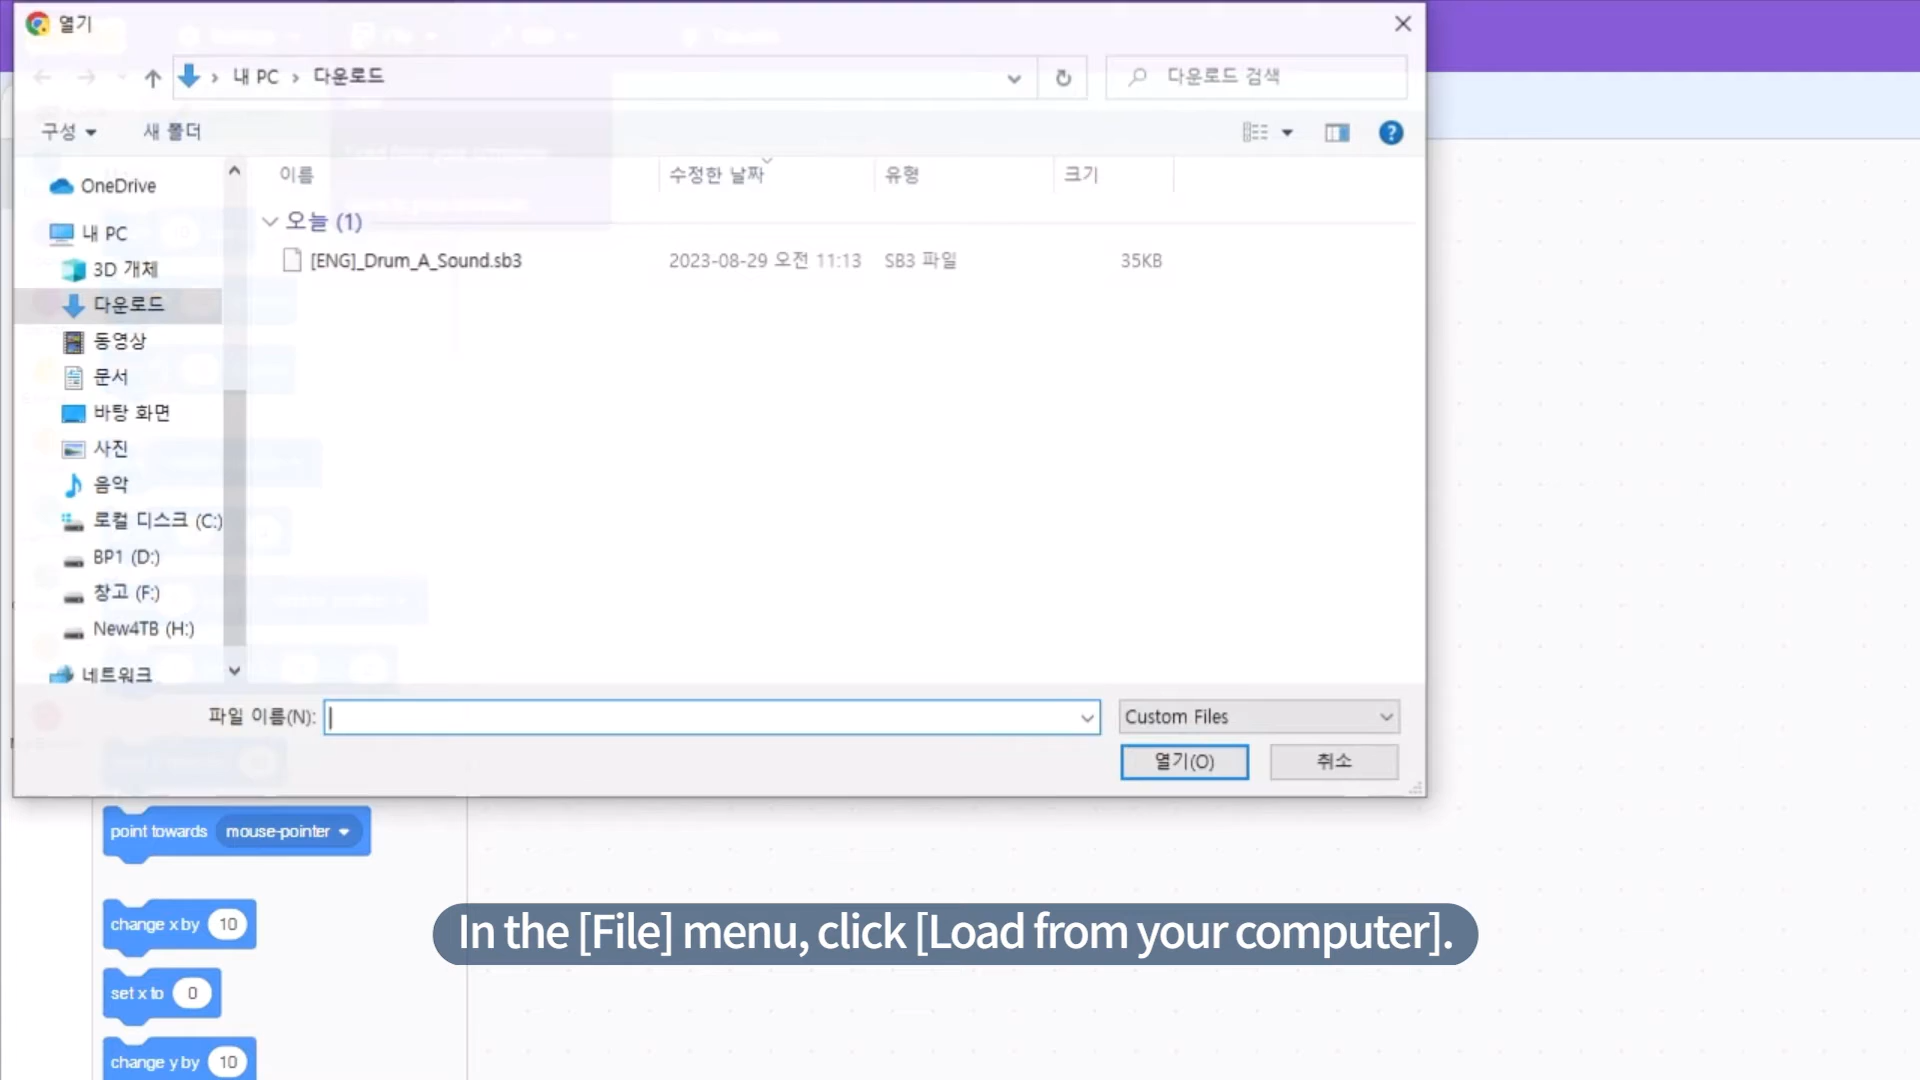 열기
내 PC › 다운로드
다운로드 검색
구성
새 폴더
이름
수정한 날짜
유형
크기
OneDrive
내 PC
3D 개체
다운로드
동영상
문서
바탕 화면
사진
음악
로컬 디스크 (C:)
BP1 (D:)
창고 (F:)
New4TB (H:)
네트워크
오늘 (1)
[ENG]_Drum_A_Sound.sb3
2023-08-29 오전 11:13
SB3 파일
35KB
파일 이름(N):
Custom Files
열기(O)
취소
point towards mouse-pointer
change x by 10
In the [File] menu, click [Load from your computer].
set x to 0
change y by 10